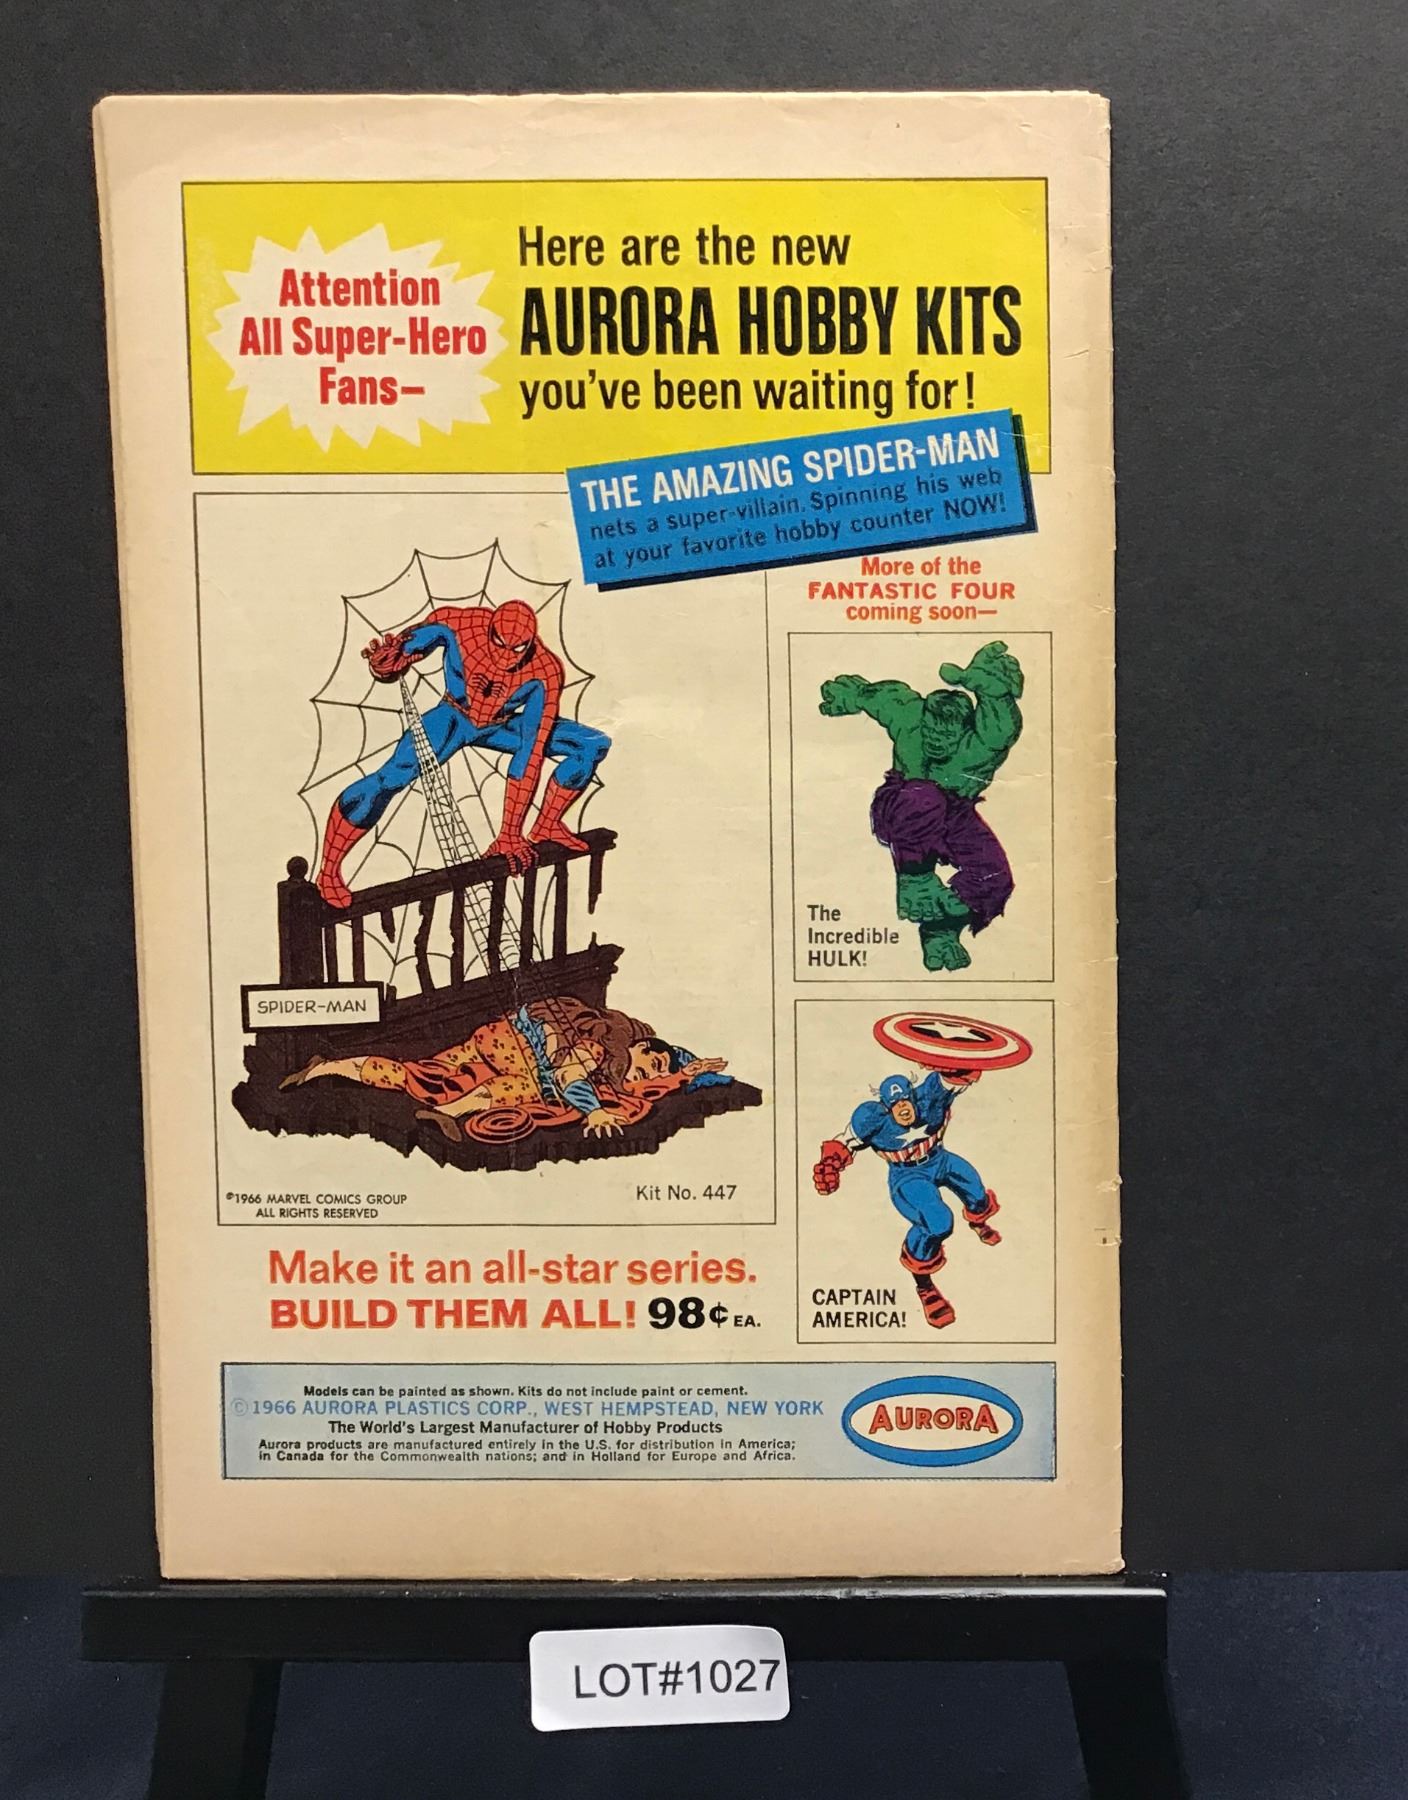 Attention
All Super-Hero
Fans—
Here are the new
AURORA HOBBY KITS
you've been waiting for!
THE AMAZING SPIDER-MAN
nets a super-villain. Spinning his web
at your favorite hobby counter NOW!
More of the
FANTASTIC FOUR
coming soon—
The
Incredible
HULK!
SPIDER-MAN
A
©1966 MARVEL COMICS GROUP
ALL RIGHTS RESERVED
Kit No. 447
CAPTAIN
AMERICA!
Make it an all-star series.
BUILD THEM ALL! 98¢ EA.
Models can be painted as shown. Kits do not include paint or cement.
©1966 AURORA PLASTICS CORP., WEST HEMPSTEAD, NEW YORK
The World's Largest Manufacturer of Hobby Products
Aurora products are manufactured entirely in the U.S. for distribution in America;
in Canada for the Commonwealth nations; and in Holland for Europe and Africa.
AURORA
LOT#1027